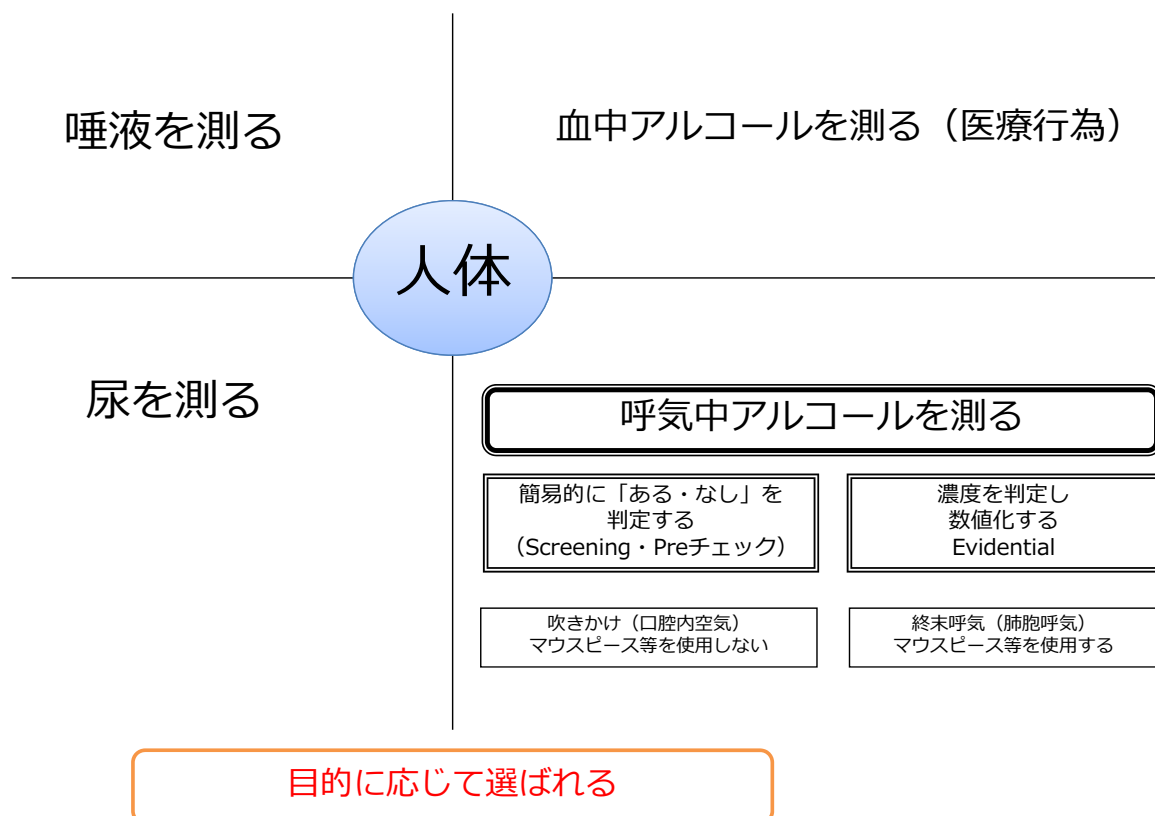 唾液を測る
血中アルコールを測る（医療行為）
人体
尿を測る
呼気中アルコールを測る
簡易的に「ある・なし」を
判定する
（Screening・Preチェック）
濃度を判定し
数値化する
Evidential
吹きかけ（口腔内空気）
マウスピース等を使用しない
終末呼気（肺胞呼気）
マウスピース等を使用する
目的に応じて選ばれる